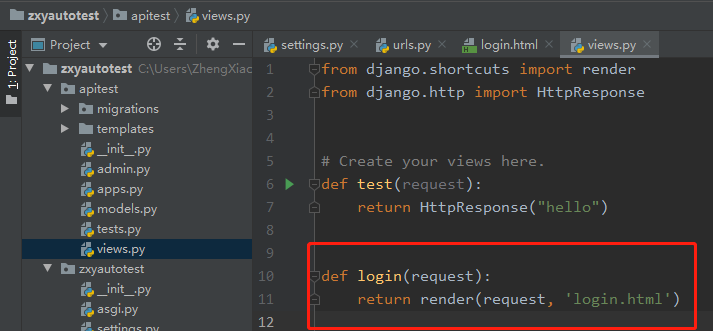 zxyautotest apitest views.py
1: Project
Project
settings.py urls.py login.html views.py
zxyautotest C:\Users\ZhengXiao
apitest
migrations
templates
__init__.py
admin.py
apps.py
models.py
tests.py
views.py
zxyautotest
__init__.py
asgi.py
settings.py
1 from django.shortcuts import render
2 from django.http import HttpResponse
3
4
5 # Create your views here.
6 def test(request):
7 return HttpResponse("hello")
8
9
10 def login(request):
11 return render(request, 'login.html')
12